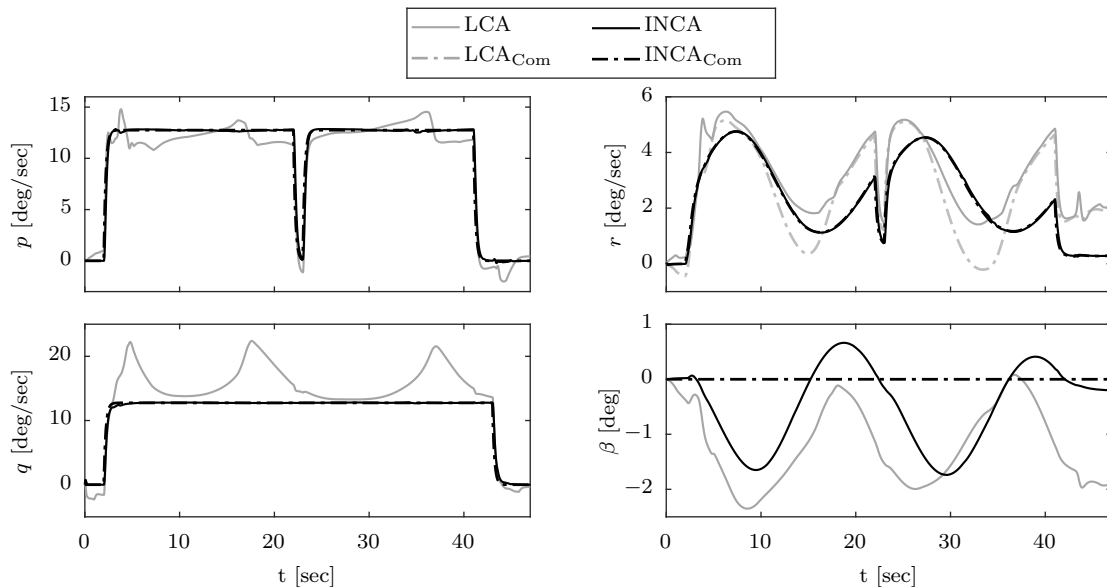 LCA INCA
LCA_Com INCA_Com
15
10
5
0
p [deg/sec]
6
4
2
0
r [deg/sec]
20
10
0
q [deg/sec]
0 10 20 30 40
t [sec]
1
0
−1
−2
β [deg]
0 10 20 30 40
t [sec]